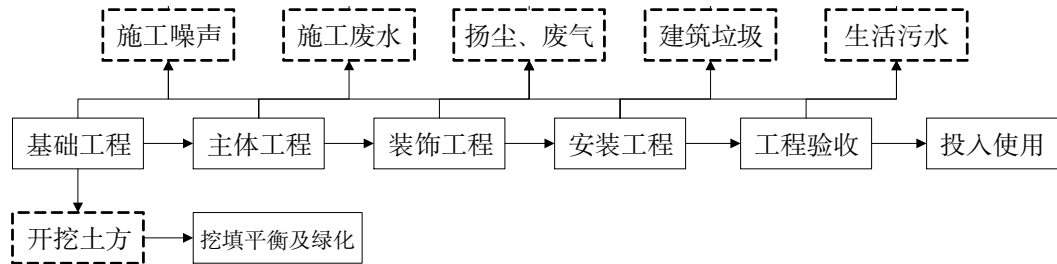 施工噪声
施工废水
扬尘、废气
建筑垃圾
生活污水
基础工程
主体工程
装饰工程
安装工程
工程验收
投入使用
开挖土方
挖填平衡及绿化